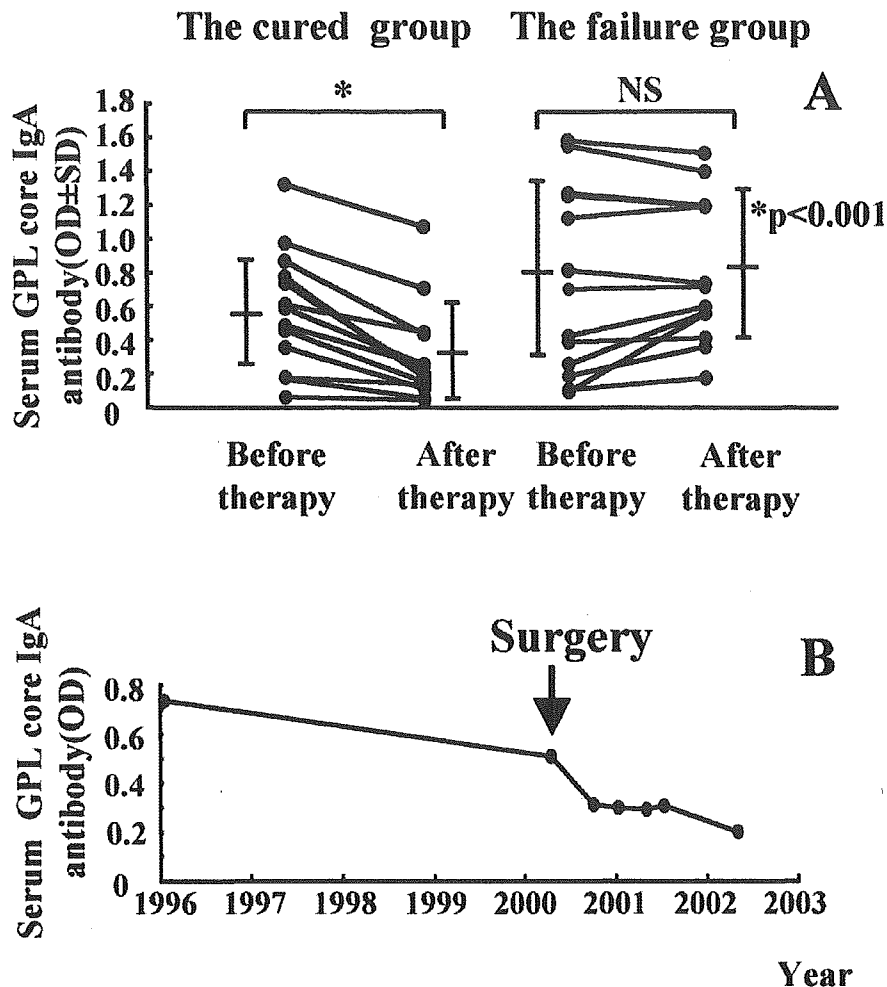 The cured group The failure group
A
* NS
Serum GPL core IgA
antibody(OD±SD)
1.8
1.6
1.4
1.2
1.0
0.8
0.6
0.4
0.2
0
*p<0.001
Before After Before After
therapy therapy therapy therapy
B
Surgery
Serum GPL core IgA
antibody(OD)
0.8
0.6
0.4
0.2
0
1996 1997 1998 1999 2000 2001 2002 2003
Year